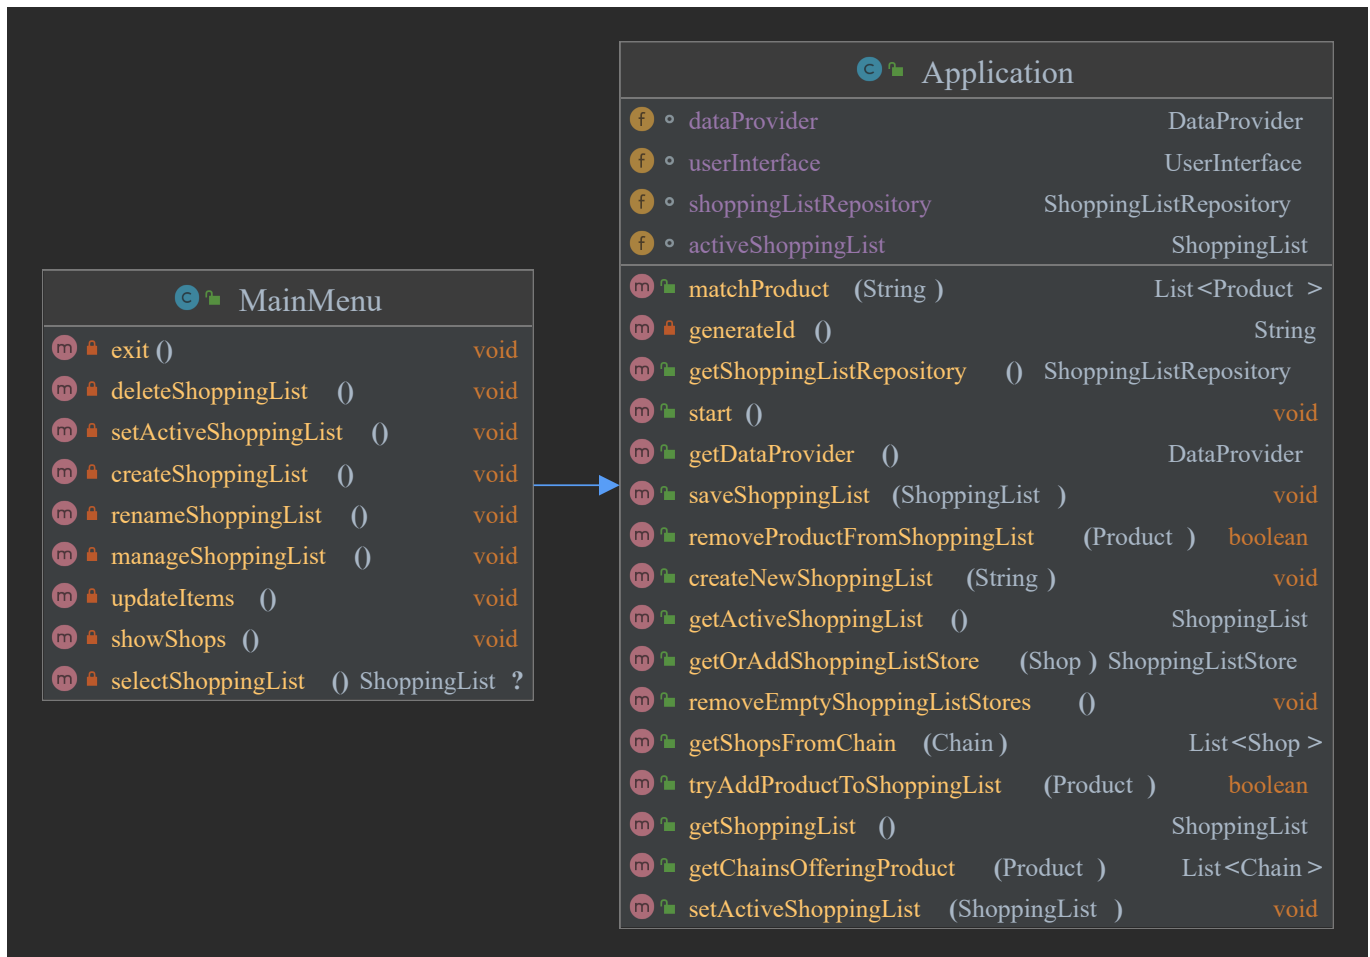 MainMenu
exit () void
deleteShoppingList () void
setActiveShoppingList () void
createShoppingList () void
renameShoppingList () void
manageShoppingList () void
updateItems () void
showShops () void
selectShoppingList () ShoppingList ?
Application
dataProvider DataProvider
userInterface UserInterface
shoppingListRepository ShoppingListRepository
activeShoppingList ShoppingList
matchProduct (String ) List<Product >
generateId () String
getShoppingListRepository () ShoppingListRepository
start () void
getDataProvider () DataProvider
saveShoppingList (ShoppingList ) void
removeProductFromShoppingList (Product ) boolean
createNewShoppingList (String ) void
getActiveShoppingList () ShoppingList
getOrAddShoppingListStore (Shop ) ShoppingListStore
removeEmptyShoppingListStores () void
getShopsFromChain (Chain ) List<Shop >
tryAddProductToShoppingList (Product ) boolean
getShoppingList () ShoppingList
getChainsOfferingProduct (Product ) List<Chain >
setActiveShoppingList (ShoppingList ) void